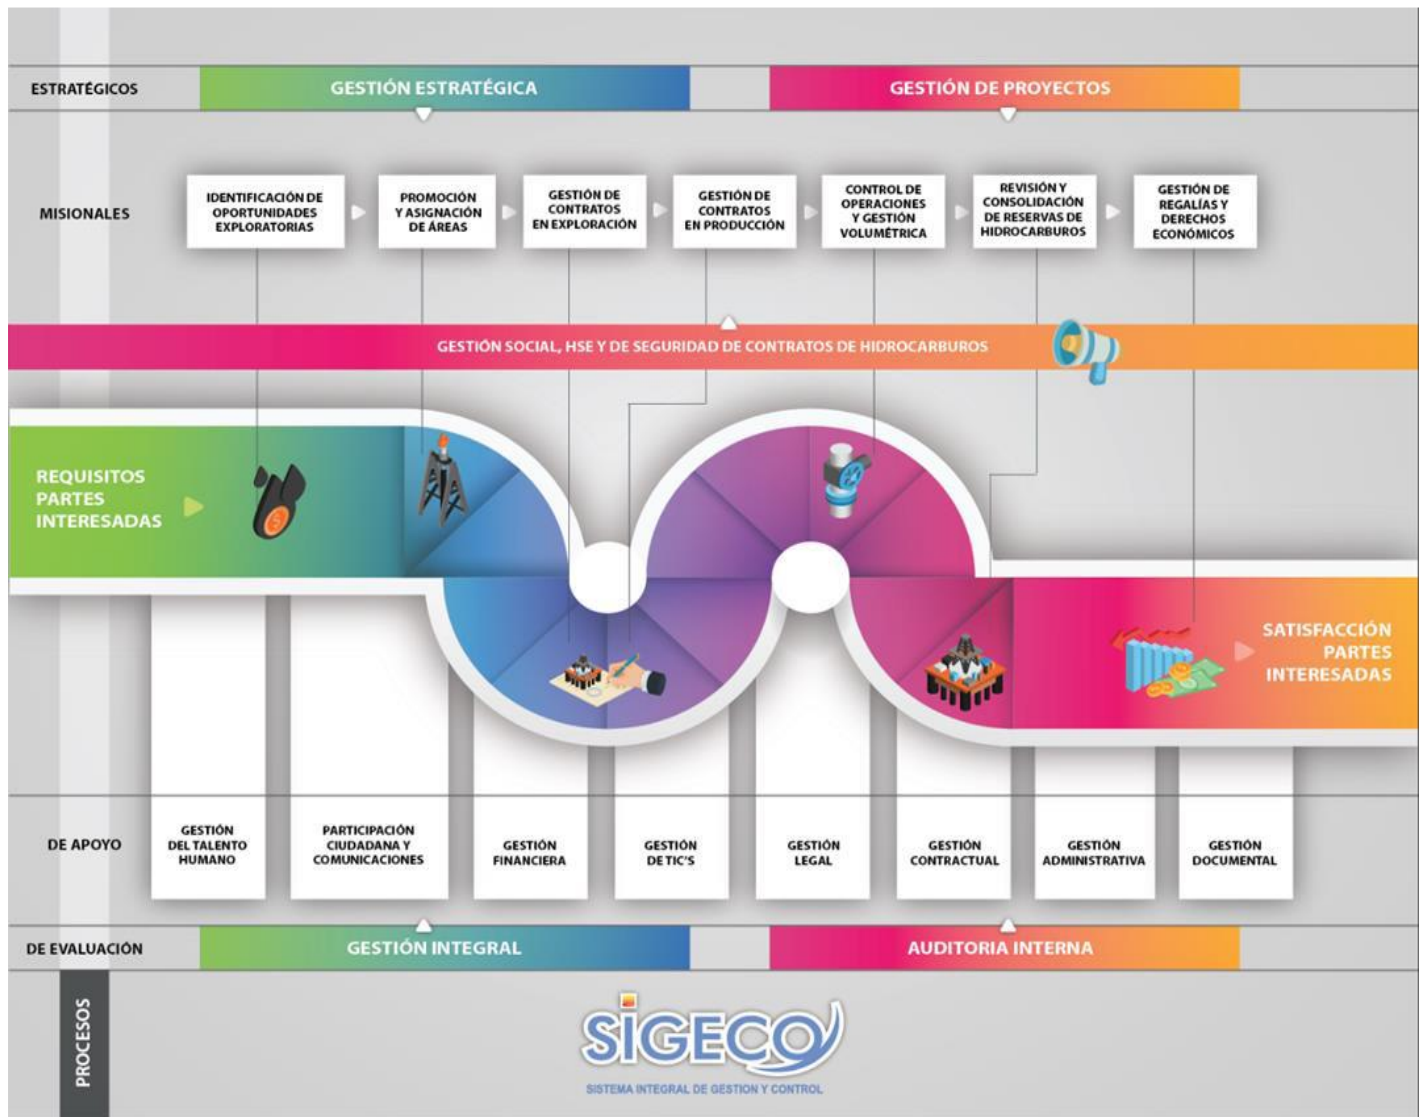 ESTRATÉGICOS
GESTIÓN ESTRATÉGICA
GESTIÓN DE PROYECTOS
MISIONALES
IDENTIFICACIÓN DE
OPORTUNIDADES
EXPLORATORIAS
PROMOCIÓN
Y ASIGNACIÓN
DE ÁREAS
GESTIÓN DE
CONTRATOS
EN EXPLORACIÓN
GESTIÓN DE
CONTRATOS
EN PRODUCCIÓN
CONTROL DE
OPERACIONES
Y GESTIÓN
VOLUMÉTRICA
REVISIÓN Y
CONSOLIDACIÓN
DE RESERVAS DE
HIDROCARBUROS
GESTIÓN DE
REGALÍAS Y
DERECHOS
ECONÓMICOS
GESTIÓN SOCIAL, HSE Y DE SEGURIDAD DE CONTRATOS DE HIDROCARBUROS
REQUISITOS
PARTES
INTERESADAS
$
SATISFACCIÓN
PARTES
INTERESADAS
DE APOYO
GESTIÓN
DEL TALENTO
HUMANO
PARTICIPACIÓN
CIUDADANA Y
COMUNICACIONES
GESTIÓN
FINANCIERA
GESTIÓN
DE TIC'S
GESTIÓN
LEGAL
GESTIÓN
CONTRACTUAL
GESTIÓN
ADMINISTRATIVA
GESTIÓN
DOCUMENTAL
DE EVALUACIÓN
GESTIÓN INTEGRAL
AUDITORIA INTERNA
PROCESOS
SIGECO
SISTEMA INTEGRAL DE GESTION Y CONTROL